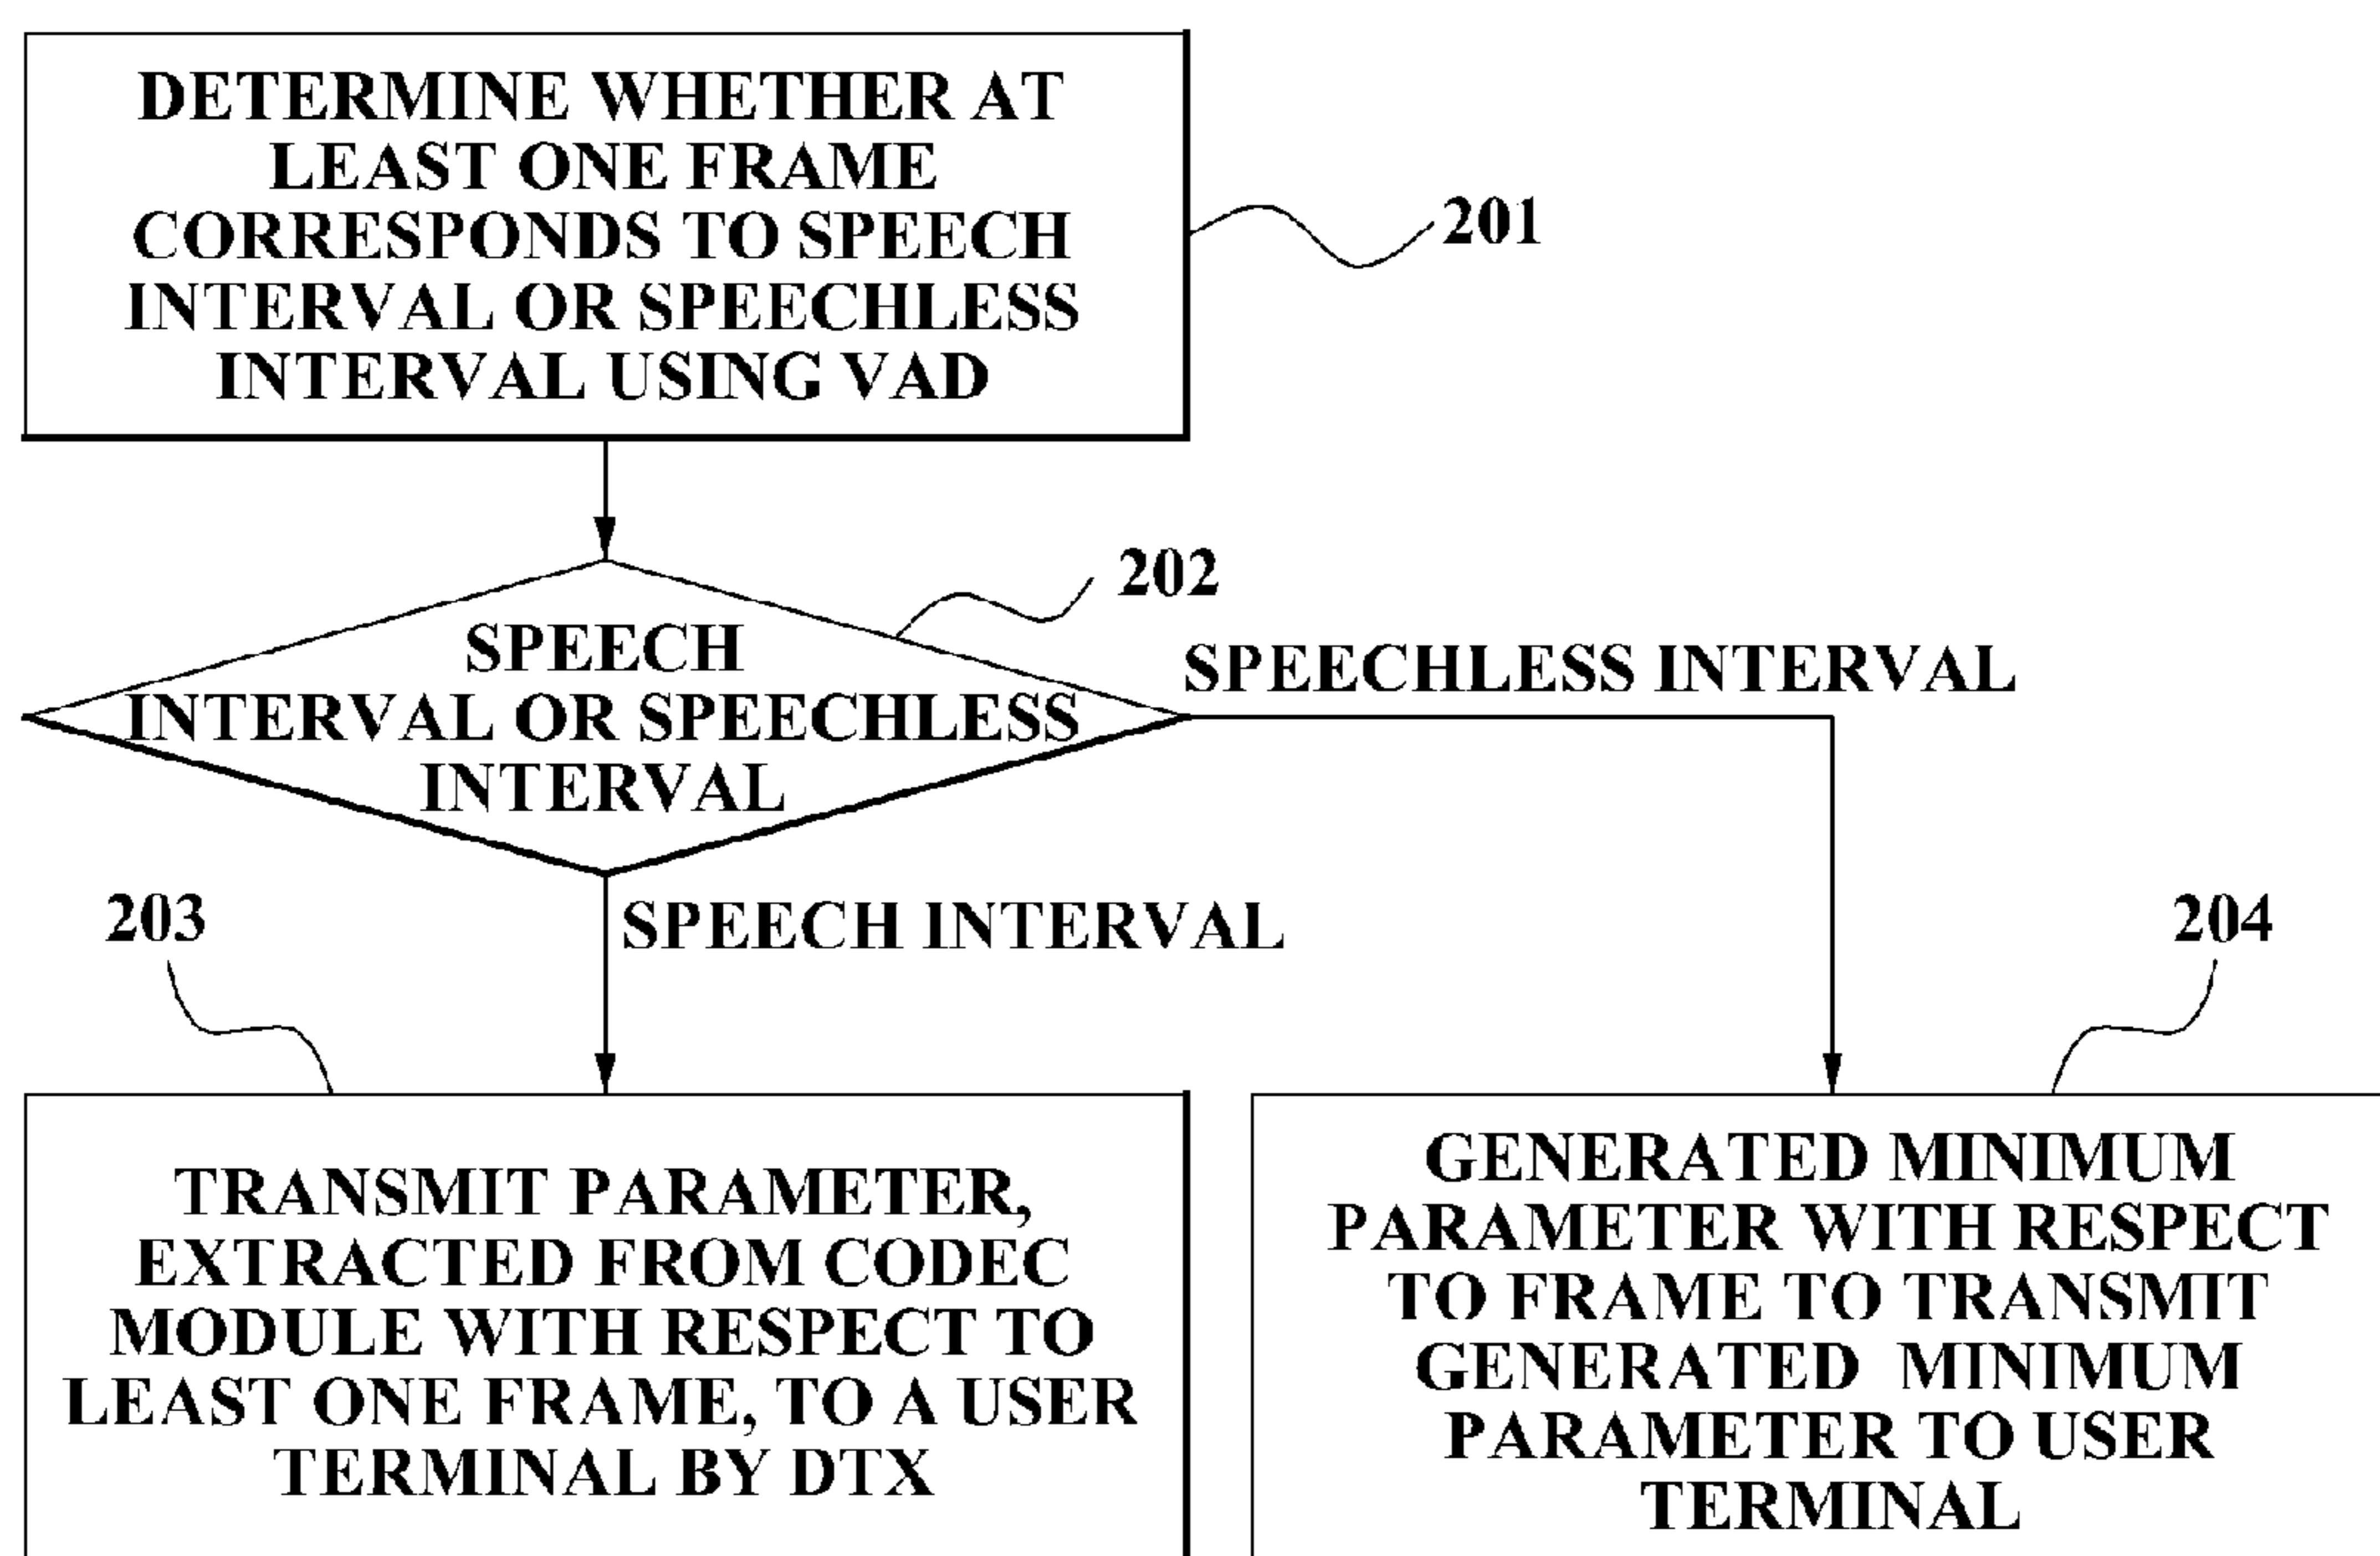 DETERMINE WHETHER AT
LEAST ONE FRAME
CORRESPONDS TO SPEECH
INTERVAL OR SPEECHLESS
INTERVAL USING VAD
201
202
SPEECH
INTERVAL OR SPEECHLESS
INTERVAL
SPEECHLESS INTERVAL
SPEECH INTERVAL
203
TRANSMIT PARAMETER,
EXTRACTED FROM CODEC
MODULE WITH RESPECT TO
LEAST ONE FRAME, TO A USER
TERMINAL BY DTX
204
GENERATED MINIMUM
PARAMETER WITH RESPECT
TO FRAME TO TRANSMIT
GENERATED MINIMUM
PARAMETER TO USER
TERMINAL